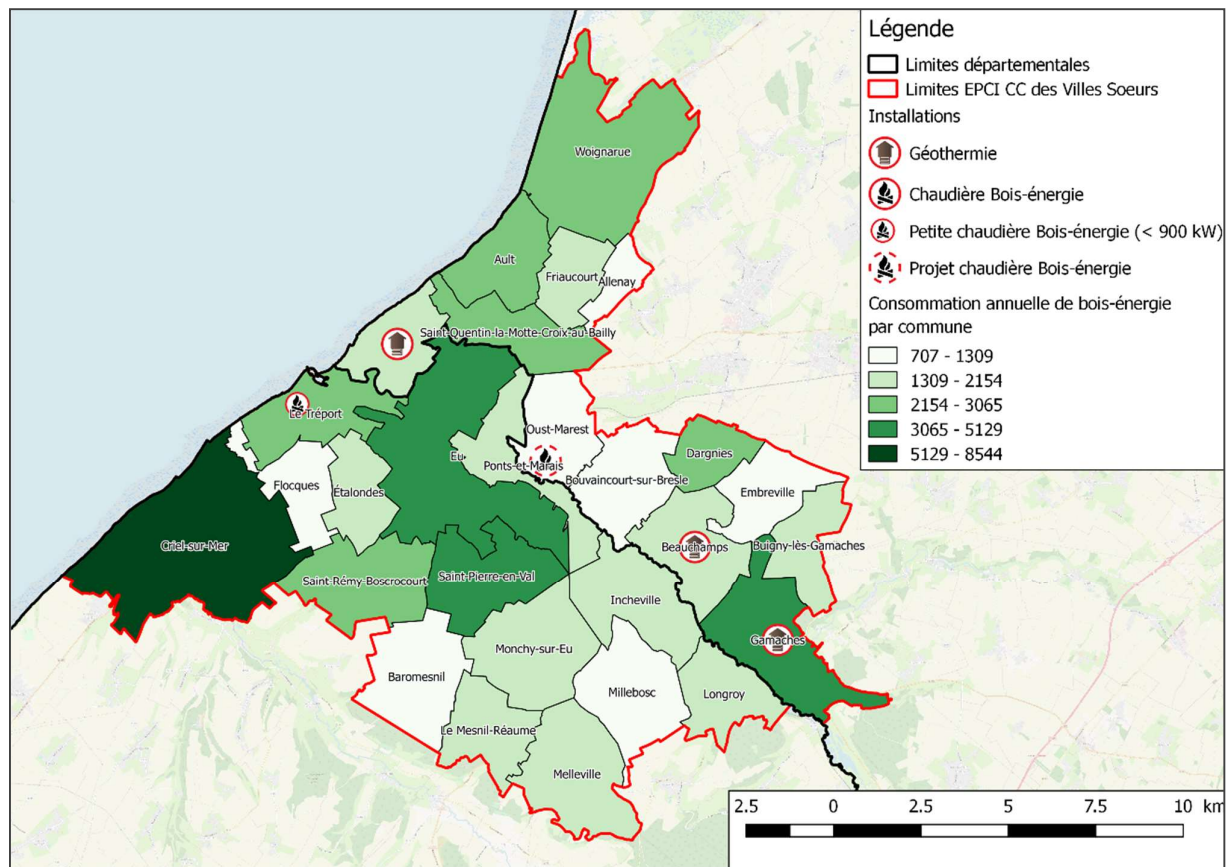 Légende
Limites départementales
Limites EPCI CC des Villes Soeurs
Installations
Géothermie
Chaudière Bois-énergie
Petite chaudière Bois-énergie (< 900 kW)
Projet chaudière Bois-énergie
Consommation annuelle de bois-énergie
par commune
707 - 1309
1309 - 2154
2154 - 3065
3065 - 5129
5129 - 8544
Woignarue
Ault
Friaucourt
Allenay
Saint-Quentin-la-Motte-Croix-au-Bailly
Le Tréport
Oust-Marest
Eu
Ponts-et-Marais
Dargnies
Bouvaincourt-sur-Bresle
Flocques
Étalondes
Embreville
Criel-sur-Mer
Beauchamps
Buigny-lès-Gamaches
Saint-Rémy-Boscrocourt
Saint-Pierre-en-Val
Incheville
Gamaches
Monchy-sur-Eu
Baromesnil
Millebosc
Longroy
Le Mesnil-Réaume
Melleville
2.5 0 2.5 5 7.5 10 km